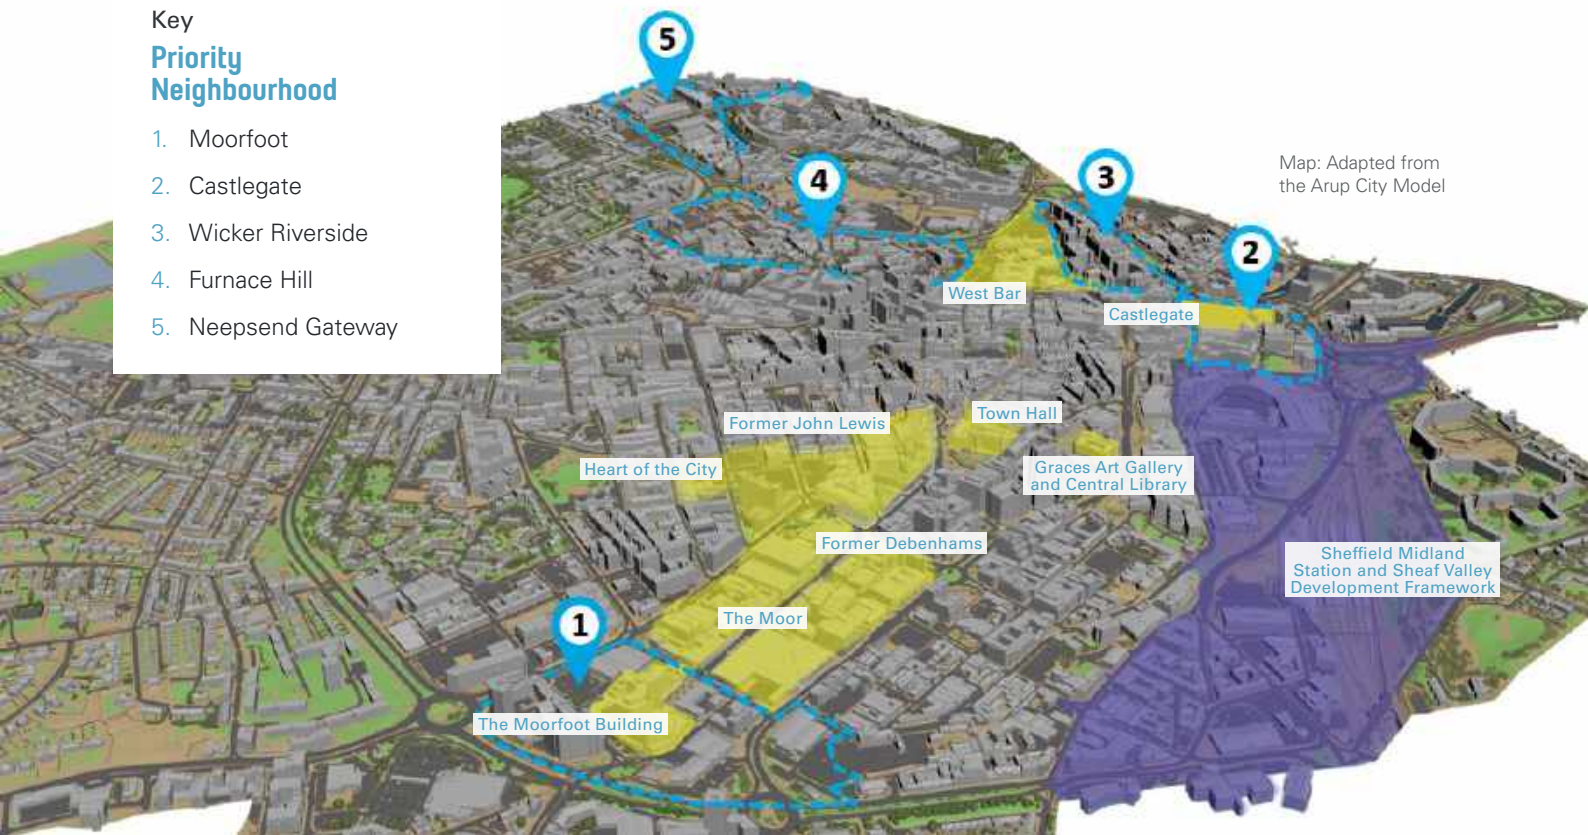 Key
Priority
Neighbourhood
1. Moorfoot
2. Castlegate
3. Wicker Riverside
4. Furnace Hill
5. Neepsend Gateway
5
4
3
2
1
Map: Adapted from
the Arup City Model
West Bar
Castlegate
Former John Lewis
Town Hall
Heart of the City
Graces Art Gallery
and Central Library
Former Debenhams
Sheffield Midland
Station and Sheaf Valley
Development Framework
The Moor
The Moorfoot Building